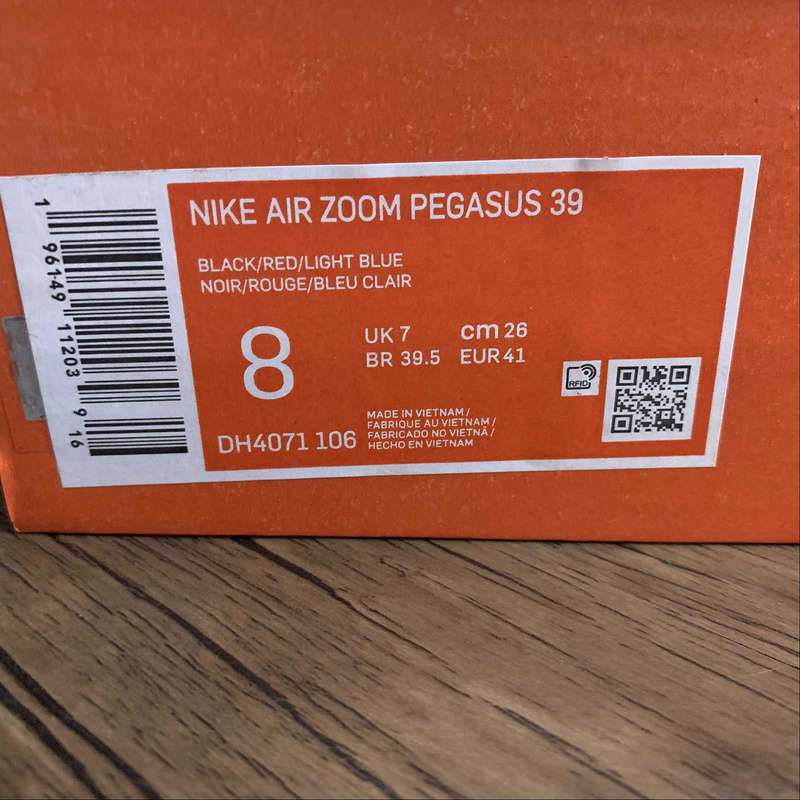 1 96149 11203 9 16
NIKE AIR ZOOM PEGASUS 39
BLACK/RED/LIGHT BLUE
NOIR/ROUGE/BLEU CLAIR
8
UK 7 cm 26
BR 39.5 EUR 41
RFID
DH4071 106
MADE IN VIETNAM /
FABRIQUE AU VIETNAM /
FABRICADO NO VIETNÃ /
HECHO EN VIETNAM